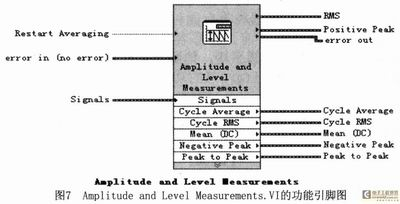 RMS
Restart Averaging
Positive Peak
error out
error in (no error)
Amplitude and
Level
Measurements
Signals
Signals
Cycle Average
Cycle Average
Cycle RMS
Cycle RMS
Mean (DC)
Mean (DC)
Negative Peak
Negative Peak
Peak to Peak
Peak to Peak
Amplitude and Level Measurements
图7 Amplitude and Level Measurements.VI的功能引脚图